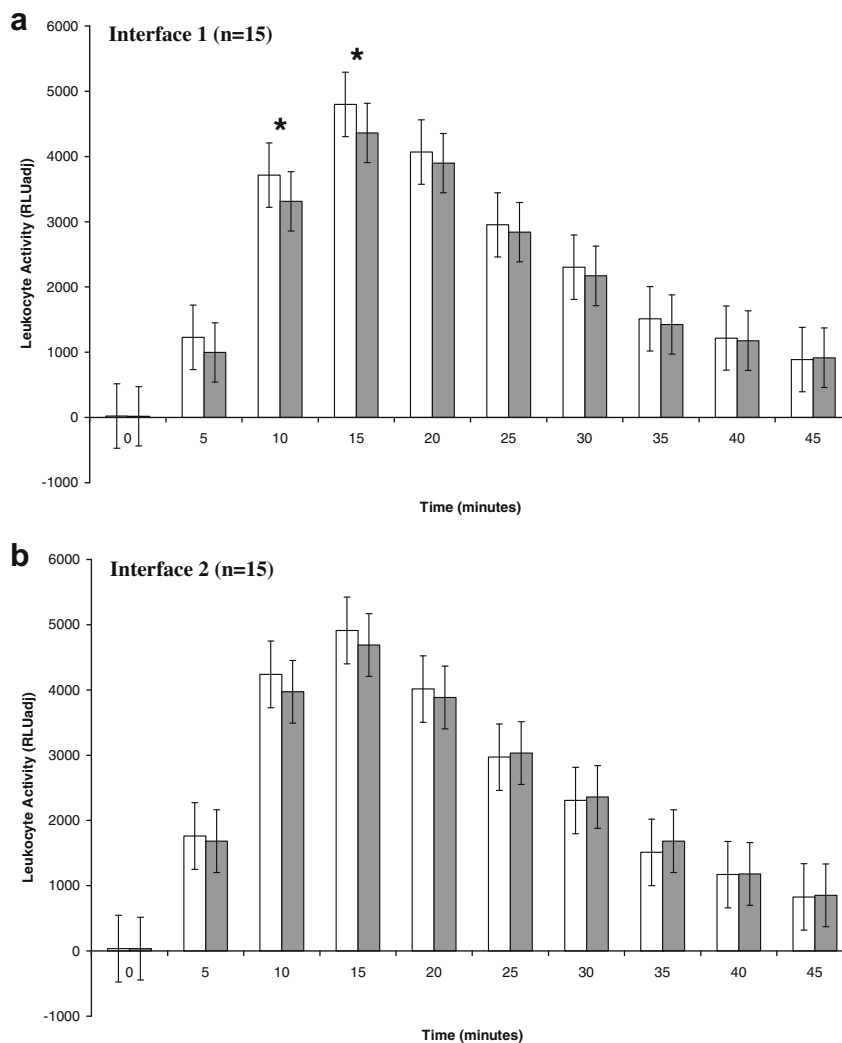 a
Interface 1 (n=15)
6000
5000
4000
3000
2000
1000
0
-1000
Leukocyte Activity (RLUadj)
* *
0 5 10 15 20 25 30 35 40 45
Time (minutes)
b
Interface 2 (n=15)
6000
5000
4000
3000
2000
1000
0
-1000
Leukocyte Activity (RLUadj)
0 5 10 15 20 25 30 35 40 45
Time (minutes)